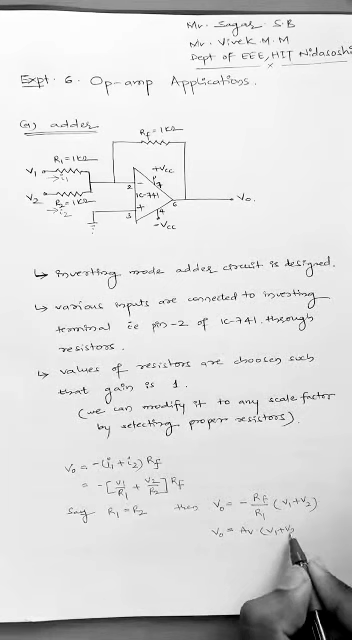 Mr. Sagar S.B
Mr. Vivek.M.M
Dept of EEE, HIT Nidasoshi
Expt. 6. Op-amp Applications.
(a) adder
Rf=1KΩ
R1=1KΩ
+Vcc
V1
i1
2
-
7
IC-741
6
Vo.
V2
R2=1KΩ
i2
+
3
4
-Vcc
↳ inverting mode adder circuit is designed.
↳ various inputs are connected to inverting
terminal ie pin-2 of IC-741. through
resistors.
↳ values of resistors are choosen such
that gain is 1.
(we can modify it to any scale factor
by selecting proper resistors).
Vo = -(i1+i2) Rf
= -[V1/R1 + V2/R2] Rf
Say R1=R2 then Vo = - Rf/R1 (V1+V2)
Vo = Av (V1+V2